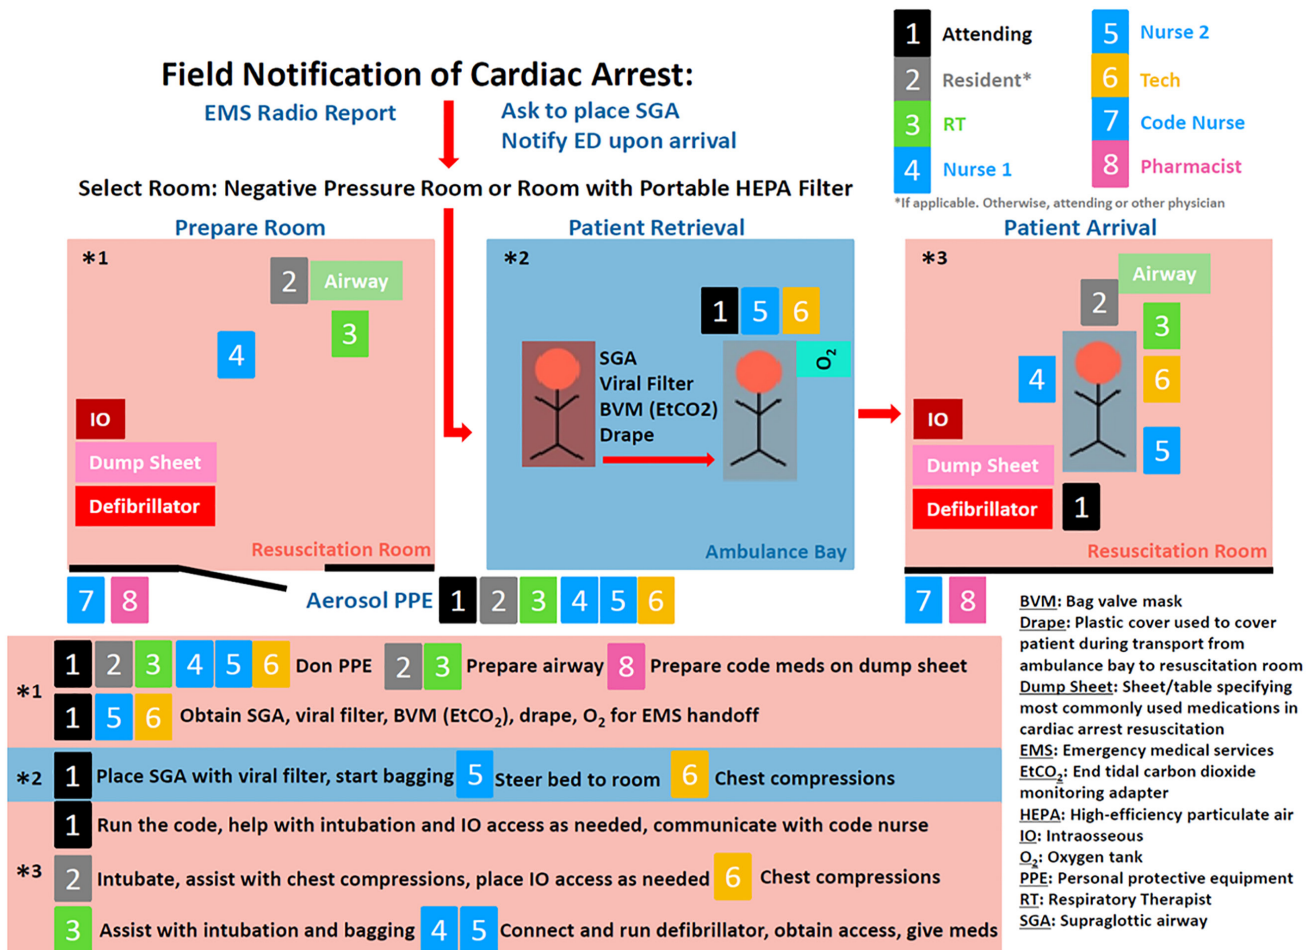 Field Notification of Cardiac Arrest:
EMS Radio Report
Ask to place SGA
Notify ED upon arrival
Select Room: Negative Pressure Room or Room with Portable HEPA Filter
1 Attending
2 Resident*
3 RT
4 Nurse 1
5 Nurse 2
6 Tech
7 Code Nurse
8 Pharmacist
*If applicable. Otherwise, attending or other physician
Prepare Room
*1
2 Airway
3
4
IO
Dump Sheet
Defibrillator
Resuscitation Room
7 8
Patient Retrieval
*2
1 5 6
O₂
SGA
Viral Filter
BVM (EtCO2)
Drape
Ambulance Bay
Patient Arrival
*3
Airway
2
3
4 6
5
IO
Dump Sheet
Defibrillator
1
Resuscitation Room
7 8
Aerosol PPE 1 2 3 4 5 6
*1
1 2 3 4 5 6 Don PPE 2 3 Prepare airway 8 Prepare code meds on dump sheet
1 5 6 Obtain SGA, viral filter, BVM (EtCO₂), drape, O₂ for EMS handoff
*2 1 Place SGA with viral filter, start bagging 5 Steer bed to room 6 Chest compressions
*3
1 Run the code, help with intubation and IO access as needed, communicate with code nurse
2 Intubate, assist with chest compressions, place IO access as needed 6 Chest compressions
3 Assist with intubation and bagging 4 5 Connect and run defibrillator, obtain access, give meds
BVM: Bag valve mask
Drape: Plastic cover used to cover
patient during transport from
ambulance bay to resuscitation room
Dump Sheet: Sheet/table specifying
most commonly used medications in
cardiac arrest resuscitation
EMS: Emergency medical services
EtCO₂: End tidal carbon dioxide
monitoring adapter
HEPA: High-efficiency particulate air
IO: Intraosseous
O₂: Oxygen tank
PPE: Personal protective equipment
RT: Respiratory Therapist
SGA: Supraglottic airway